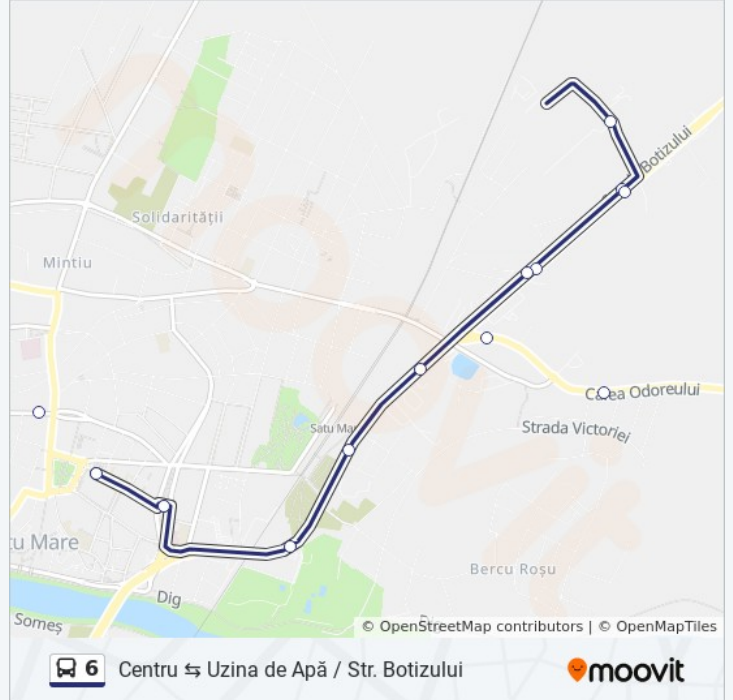 Botizului
Solidarității
Mintiu
Calea Odoreului
Satu Mar
Strada Victoriei
tu Mare
Bercu Roșu
Dig
Someș
© OpenStreetMap contributors | © OpenMapTiles
6 Centru ⇆ Uzina de Apă / Str. Botizului
moovit